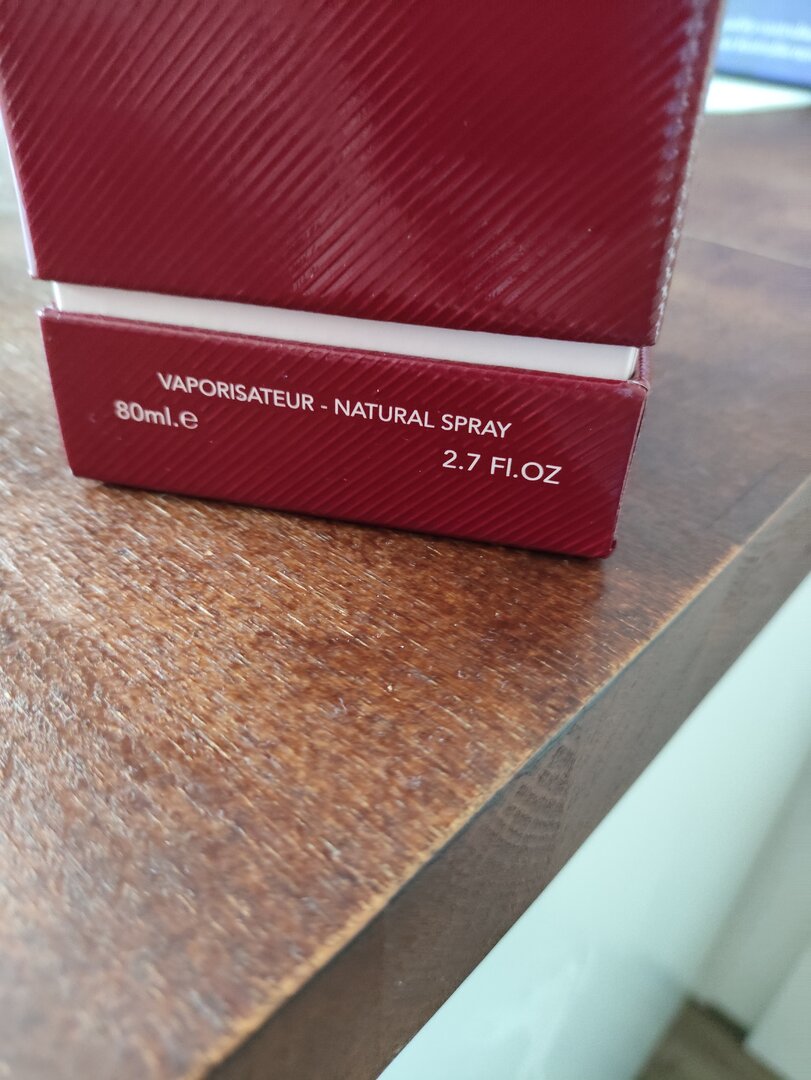 VAPORISATEUR - NATURAL SPRAY
80ml.e
2.7 Fl.OZ